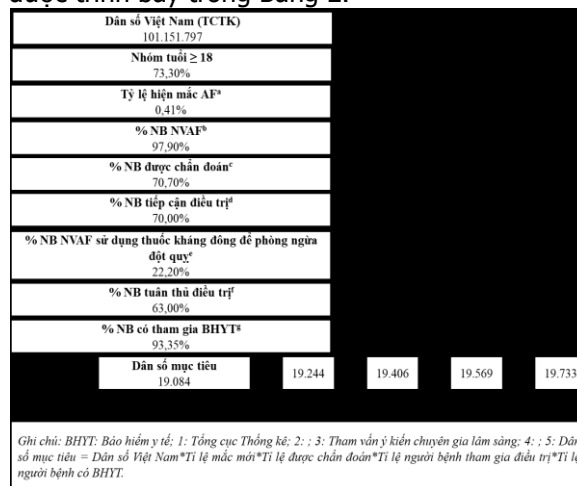 được trình bày trong Bảng 2.
Dân số Việt Nam (TCTK)
101.151.797
Nhóm tuổi ≥ 18
73,30%
Tỷ lệ hiện mắc AFᵃ
0,41%
% NB NVAFᵇ
97,90%
% NB được chẩn đoánᶜ
70,70%
% NB tiếp cận điều trịᵈ
70,00%
% NB NVAF sử dụng thuốc kháng đông để phòng ngừa
đột quỵᵉ
22,20%
% NB tuân thủ điều trịᶠ
63,00%
% NB có tham gia BHYTᵍ
93,35%
Dân số mục tiêu
19.084 19.244 19.406 19.569 19.733
Ghi chú: BHYT: Bảo hiểm y tế; 1: Tổng cục Thống kê; 2: ; 3: Tham vấn ý kiến chuyên gia lâm sàng; 4: ; 5: Dân
số mục tiêu = Dân số Việt Nam*Tỉ lệ mắc mới*Tỉ lệ được chẩn đoán*Tỉ lệ người bệnh tham gia điều trị*Tỉ lệ
người bệnh có BHYT.